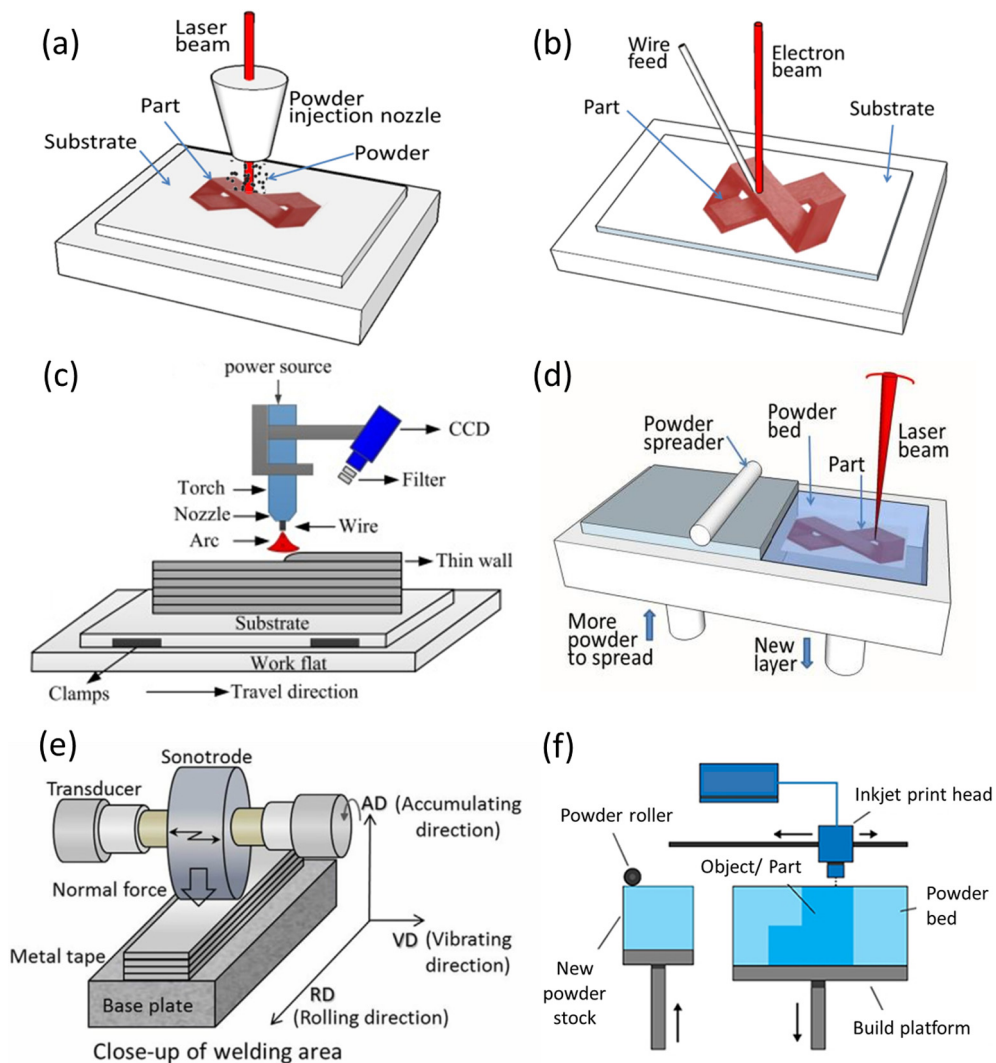 (a)
Laser
beam
Part
Substrate
Powder
injection nozzle
Powder
(b)
Wire
feed
Electron
beam
Part
Substrate
(c)
power source
CCD
Filter
Torch
Nozzle
Wire
Arc
Thin wall
Substrate
Work flat
Clamps
Travel direction
(d)
Powder
spreader
Powder
bed
Part
Laser
beam
More
powder
to spread
New
layer
(e)
Sonotrode
Transducer
AD (Accumulating
direction)
Normal force
Metal tape
VD (Vibrating
direction)
RD
(Rolling direction)
Base plate
Close-up of welding area
(f)
Inkjet print head
Powder roller
Object/ Part
Powder
bed
New
powder
stock
Build platform